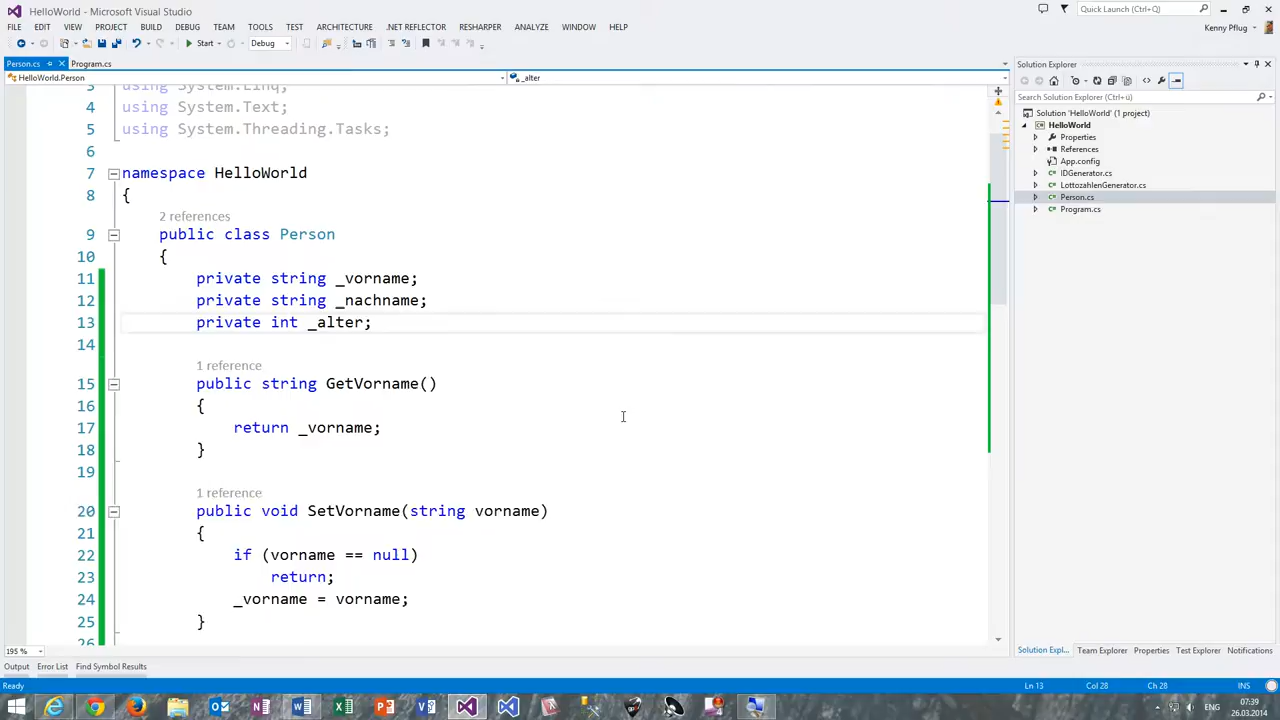 HelloWorld - Microsoft Visual Studio
Quick Launch (Ctrl+Q)
FILE EDIT VIEW PROJECT BUILD DEBUG TEAM TOOLS TEST ARCHITECTURE .NET REFLECTOR RESHARPER ANALYZE WINDOW HELP
Kenny Pflug
Start
Debug
Person.cs
Program.cs
HelloWorld.Person
_alter
3 using System.Linq;
4 using System.Text;
5 using System.Threading.Tasks;
6
7 namespace HelloWorld
8 {
2 references
9 public class Person
10 {
11 private string _vorname;
12 private string _nachname;
13 private int _alter;
14
1 reference
15 public string GetVorname()
16 {
17 return _vorname;
18 }
19
1 reference
20 public void SetVorname(string vorname)
21 {
22 if (vorname == null)
23 return;
24 _vorname = vorname;
25 }
26
195 %
Solution Explorer
Search Solution Explorer (Ctrl+ü)
Solution 'HelloWorld' (1 project)
HelloWorld
Properties
References
App.config
IDGenerator.cs
LottozahlenGenerator.cs
Person.cs
Program.cs
Solution Expl... Team Explorer Properties Test Explorer Notifications
Output Error List Find Symbol Results
Ready
Ln 13 Col 28 Ch 28 INS
ENG
07:39
26.03.2014